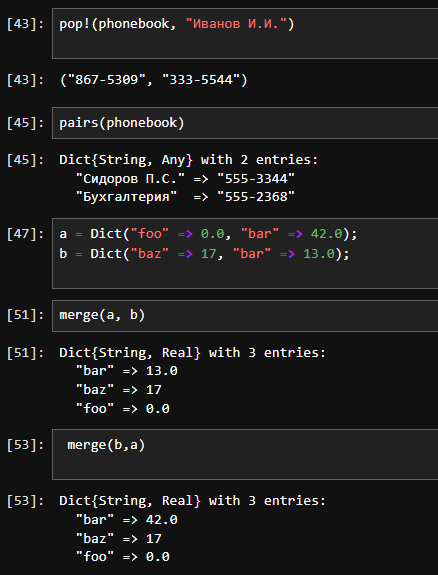 [43]: pop!(phonebook, "Иванов И.И.")
[43]: ("867-5309", "333-5544")
[45]: pairs(phonebook)
[45]: Dict{String, Any} with 2 entries:
"Сидоров П.С." => "555-3344"
"Бухгалтерия"  => "555-2368"
[47]: a = Dict("foo" => 0.0, "bar" => 42.0);
b = Dict("baz" => 17, "bar" => 13.0);
[51]: merge(a, b)
[51]: Dict{String, Real} with 3 entries:
"bar" => 13.0
"baz" => 17
"foo" => 0.0
[53]: merge(b,a)
[53]: Dict{String, Real} with 3 entries:
"bar" => 42.0
"baz" => 17
"foo" => 0.0